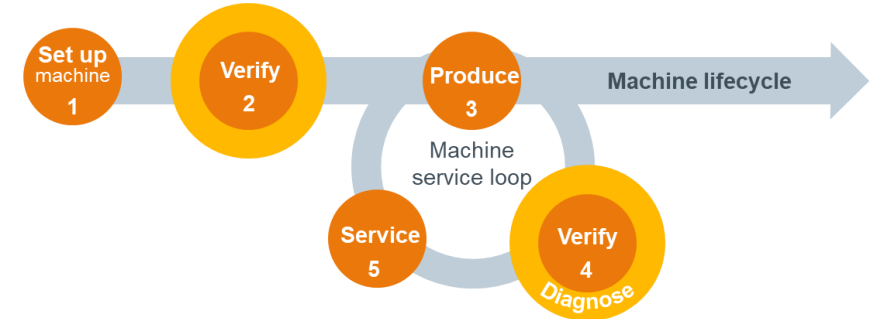 Set up
machine
1
Verify
2
Produce
3
Machine lifecycle
Machine
service loop
Verify
4
Diagnose
Service
5